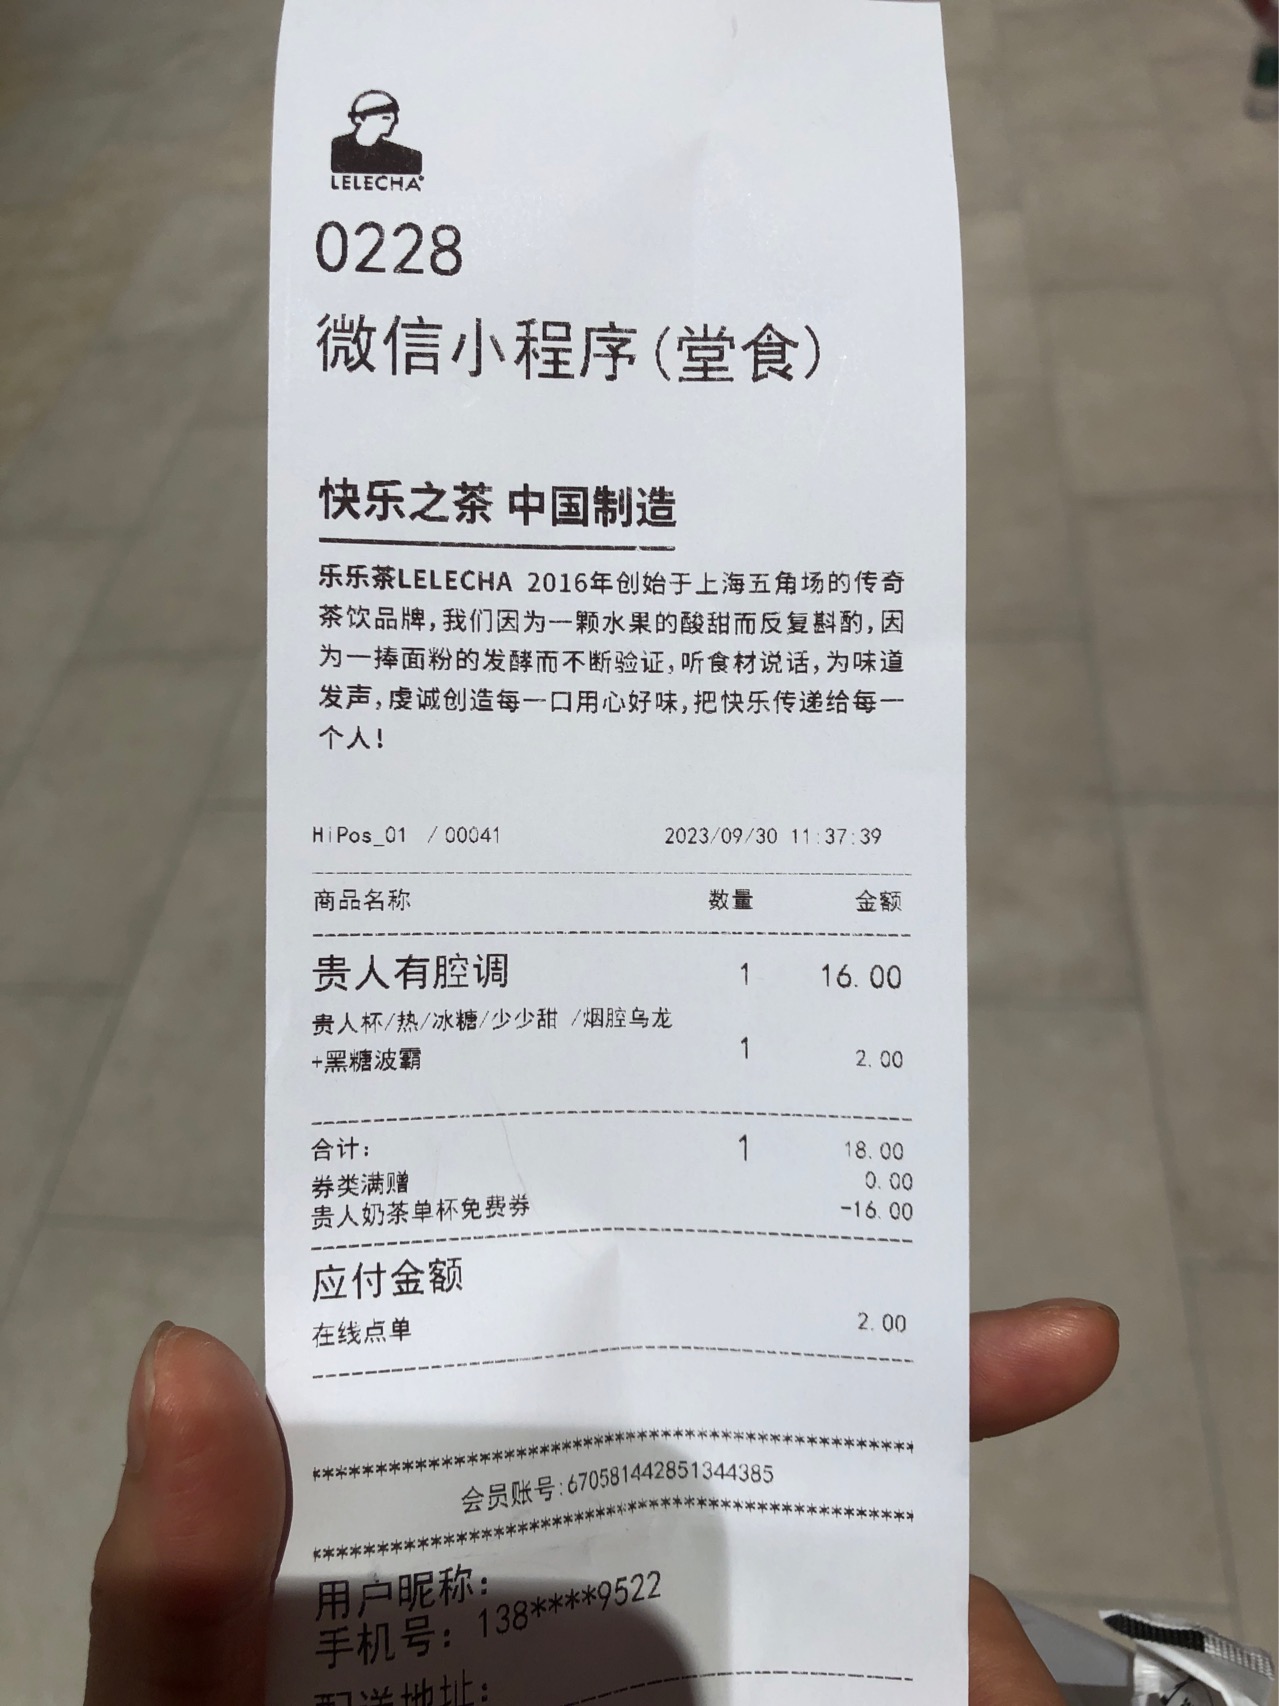 LELECHA
0228
微信小程序(堂食)
快乐之茶 中国制造
乐乐茶LELECHA 2016年创始于上海五角场的传奇
茶饮品牌,我们因为一颗水果的酸甜而反复斟酌,因
为一捧面粉的发酵而不断验证,听食材说话,为味道
发声,虔诚创造每一口用心好味,把快乐传递给每一
个人!
HiPos_01 / 00041 2023/09/30 11:37:39
商品名称 数量 金额
贵人有腔调 1 16.00
贵人杯/热/冰糖/少少甜 /烟腔乌龙
+黑糖波霸 1 2.00
合计: 1 18.00
券类满赠 0.00
贵人奶茶单杯免费券 -16.00
应付金额
在线点单 2.00
会员账号:670581442851344385
用户昵称:
手机号: 138****9522
配送地址: